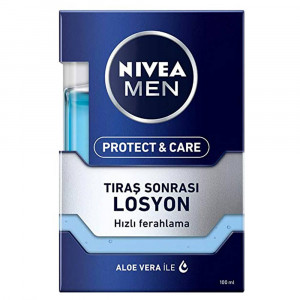 NIVEA
MEN
PROTECT & CARE
TIRAŞ SONRASI
LOSYON
Hızlı ferahlama
ALOE VERA İLE
100 ml